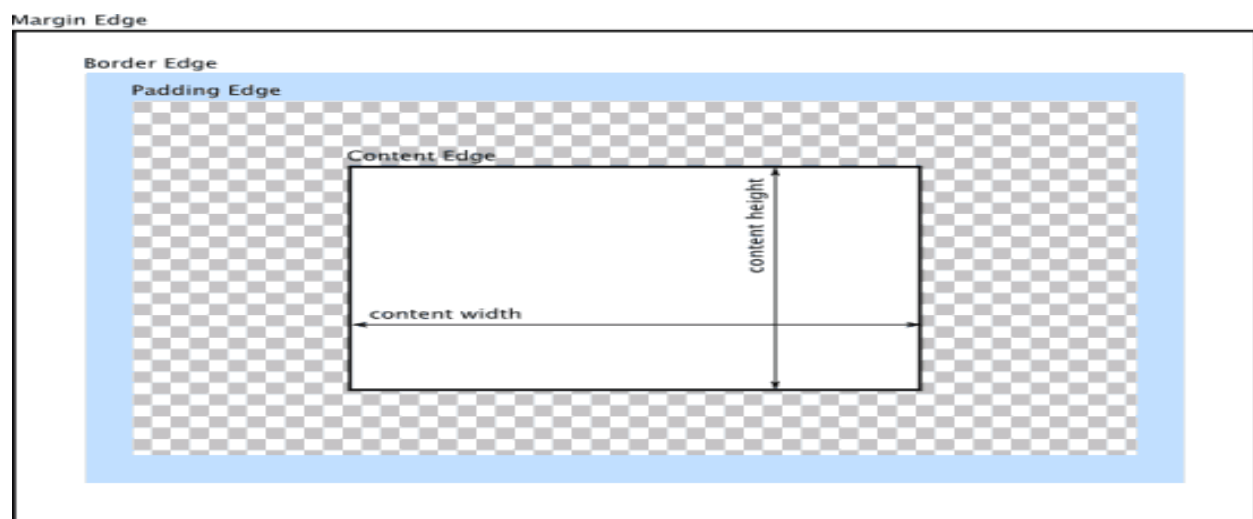 Margin Edge
Border Edge
Padding Edge
Content Edge
content height
content width